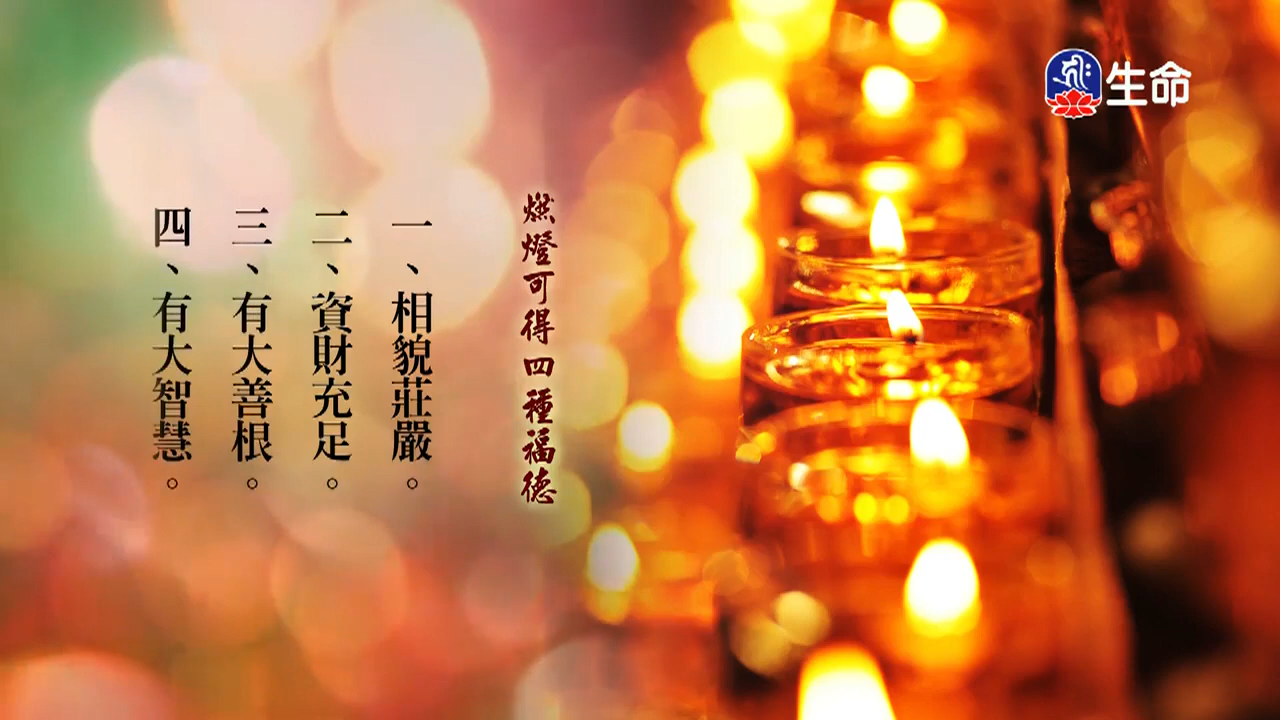 燃燈可得四種福德
一、相貌莊嚴。
二、資財充足。
三、有大善根。
四、有大智慧。
生命